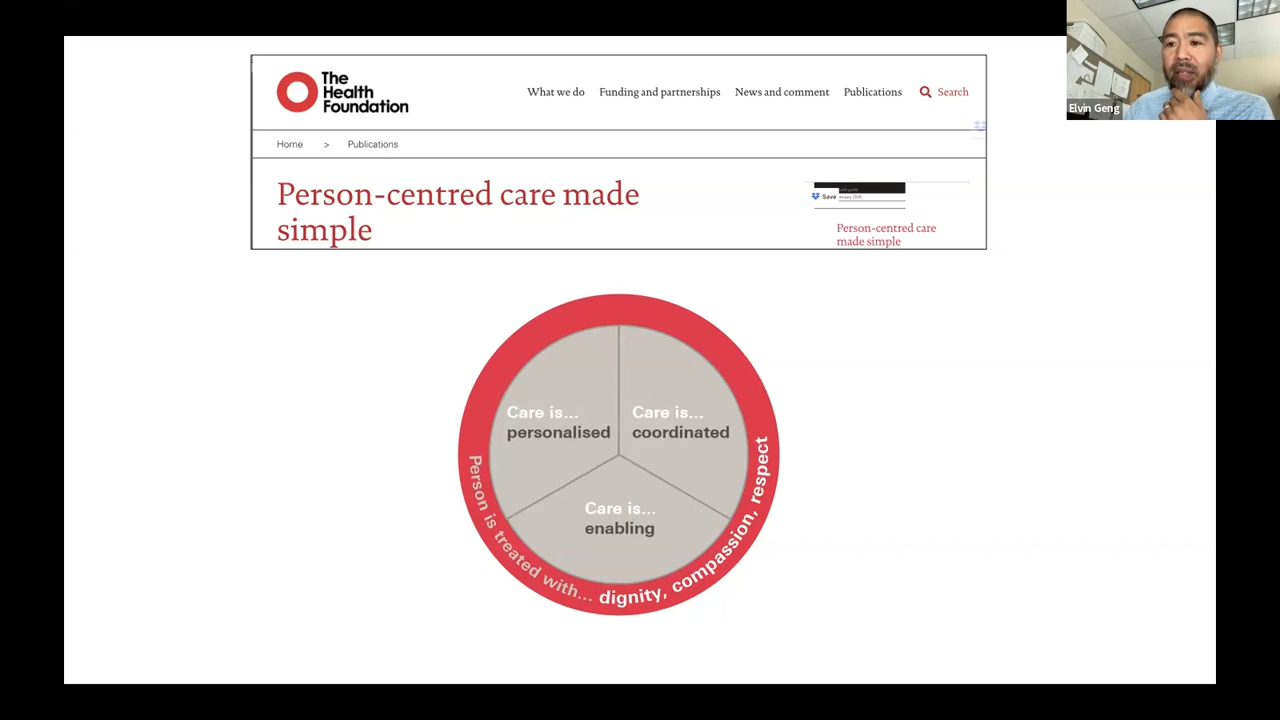 The
Health
Foundation
What we do
Funding and partnerships
News and comment
Publications
Search
Home > Publications
Person-centred care made
simple
Save
Person-centred care
made simple
Care is...
personalised
Care is...
coordinated
Care is...
enabling
Person is treated with... dignity, compassion, respect
Elvin Geng